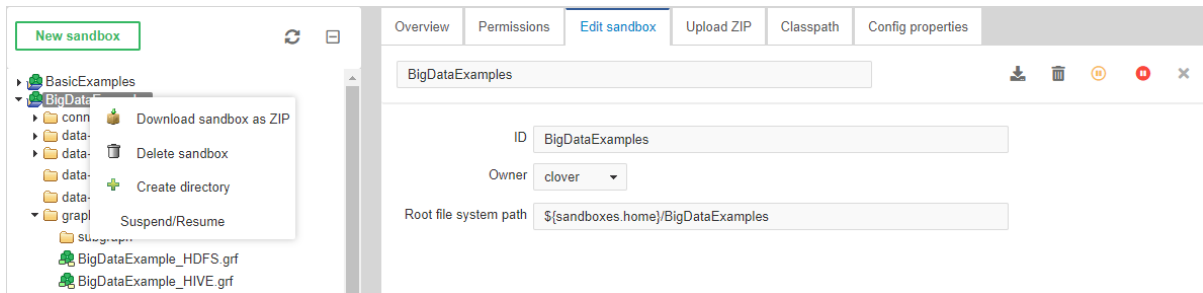 New sandbox
BasicExamples
BigDataExamples
conn
data-
data-
data-
data-
grap
subgraph
BigDataExample_HDFS.grf
BigDataExample_HIVE.grf
Download sandbox as ZIP
Delete sandbox
Create directory
Suspend/Resume
Overview Permissions Edit sandbox Upload ZIP Classpath Config properties
BigDataExamples
ID BigDataExamples
Owner clover
Root file system path ${sandboxes.home}/BigDataExamples